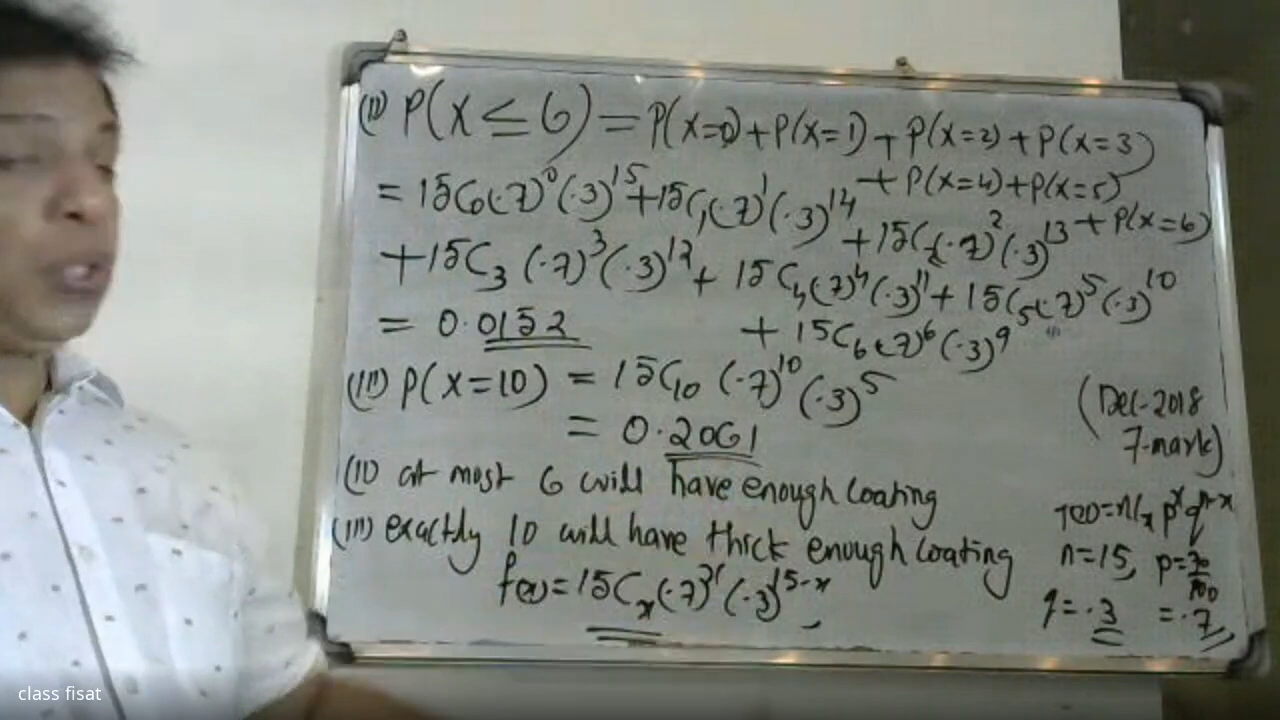 (ii) P(X ≤ 6) = P(X=0) + P(X=1) + P(X=2) + P(X=3)
+ P(X=4) + P(X=5)
+ P(X=6)
= 15C0 (.7)^0 (.3)^15 + 15C1 (.7)^1 (.3)^14
+ 15C2 (.7)^2 (.3)^13
+ 15C3 (.7)^3 (.3)^12 + 15C4 (.7)^4 (.3)^11 + 15C5 (.7)^5 (.3)^10
+ 15C6 (.7)^6 (.3)^9
= 0.0152
(iii) P(X=10) = 15C10 (.7)^10 (.3)^5
= 0.2061
(Dec-2018
7-mark)
(ii) at most 6 will have enough coating
(iii) exactly 10 will have thick enough coating
f(x) = 15Cx (.7)^x (.3)^15-x
f(x) = nCx p^x q^n-x
n=15, p=70/100
q=.3 = .7
class fisat